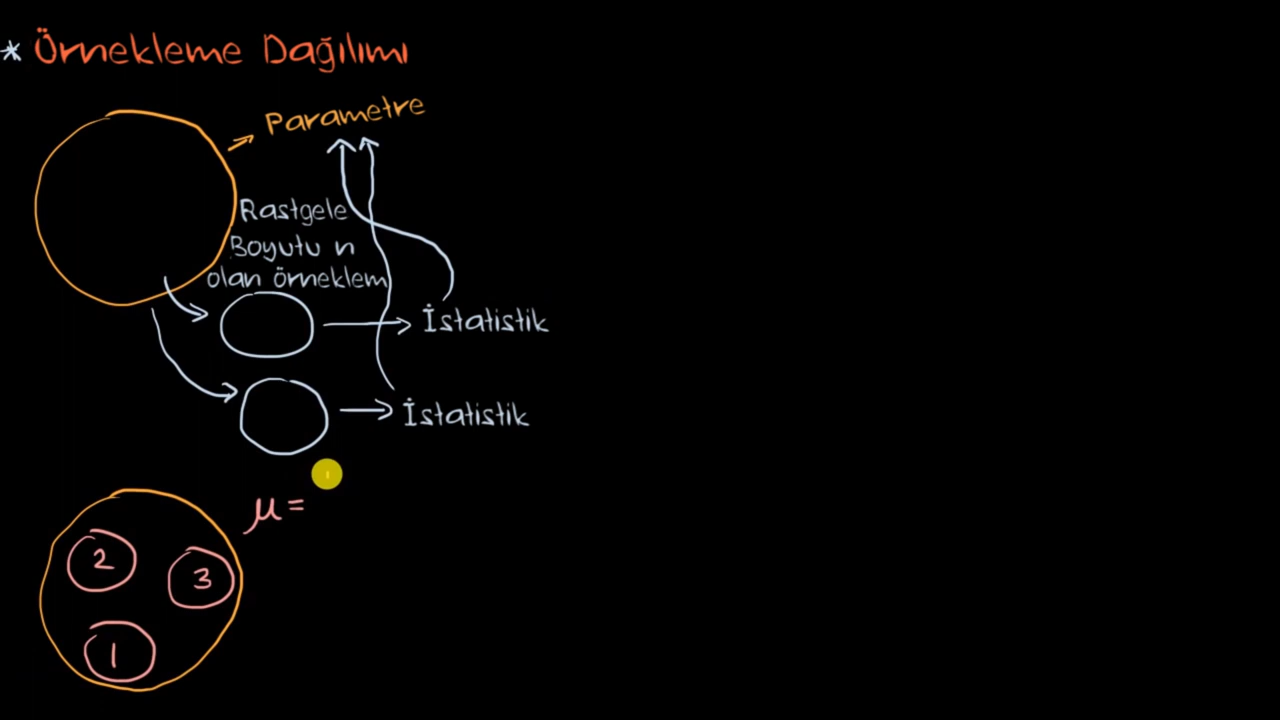 * Örnekleme Dağılımı
Parametre
Rastgele
Boyutu n
olan örneklem
İstatistik
İstatistik
μ =
2
3
1